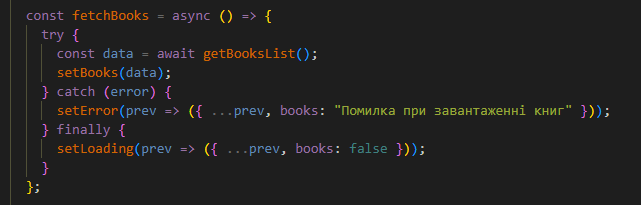 const fetchBooks = async () => {
try {
const data = await getBooksList();
setBooks(data);
} catch (error) {
setError(prev => ({ ...prev, books: "Помилка при завантаженні книг" }));
} finally {
setLoading(prev => ({ ...prev, books: false }));
}
};